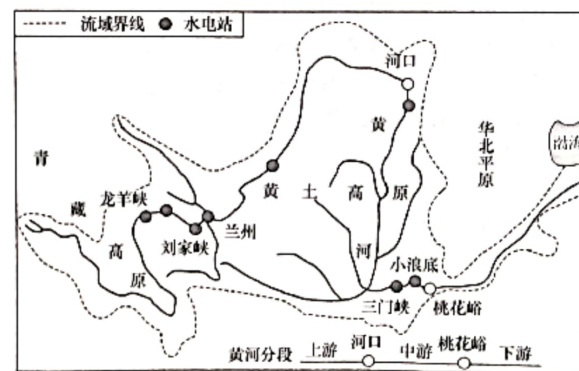 流域界线 水电站
河口
黄
华北平原
渤海
青
藏
高
原
龙羊峡
刘家峡
兰州
黄
土
高
原
河
小浪底
三门峡
桃花峪
黄河分段 上游 河口 中游 桃花峪 下游